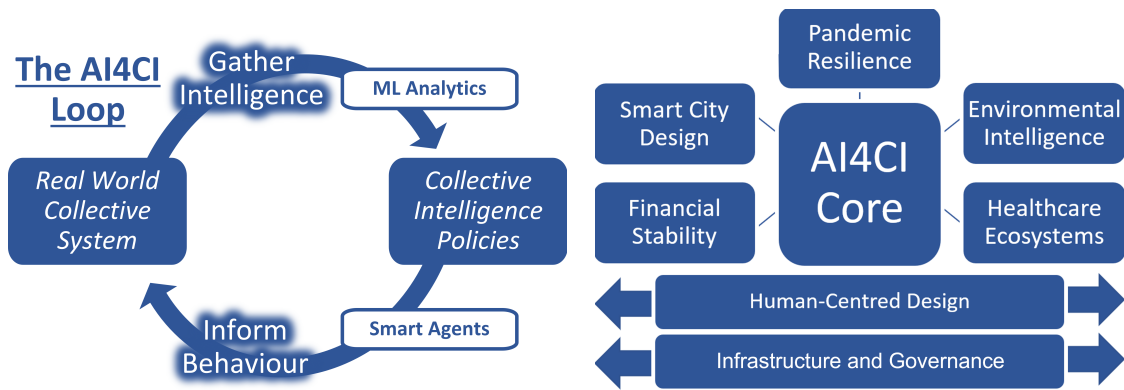 The AI4CI
Loop
Gather
Intelligence
ML Analytics
Real World
Collective
System
Collective
Intelligence
Policies
Inform
Behaviour
Smart Agents
Pandemic
Resilience
Smart City
Design
Environmental
Intelligence
AI4CI
Core
Financial
Stability
Healthcare
Ecosystems
Human-Centred Design
Infrastructure and Governance